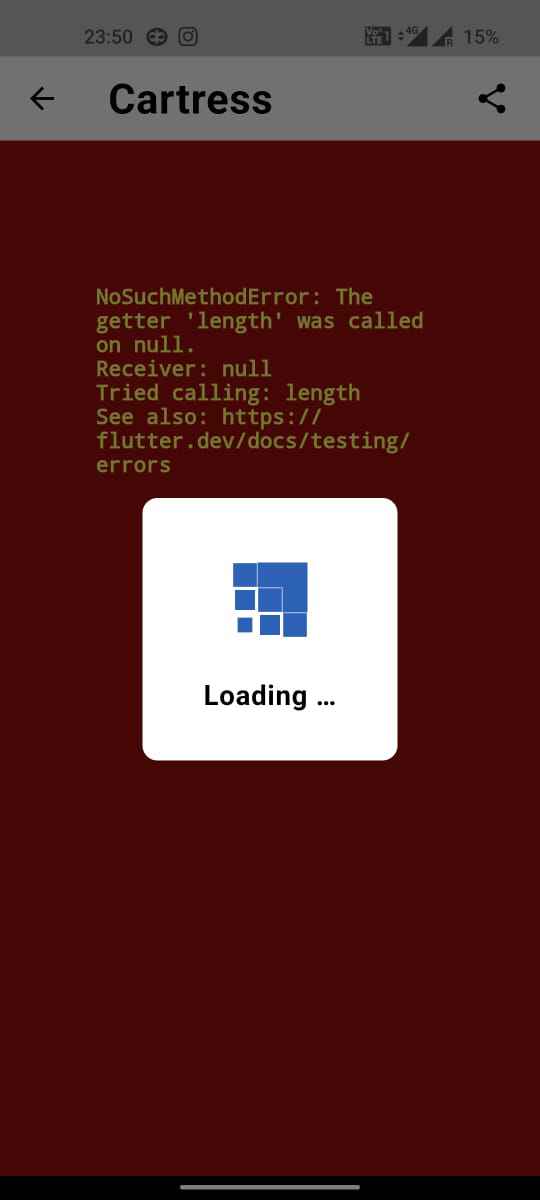 23:50 Vo LTE 1 4G R 15%
Cartress
NoSuchMethodError: The
getter 'length' was called
on null.
Receiver: null
Tried calling: length
See also: https://
flutter.dev/docs/testing/
errors
Loading ...